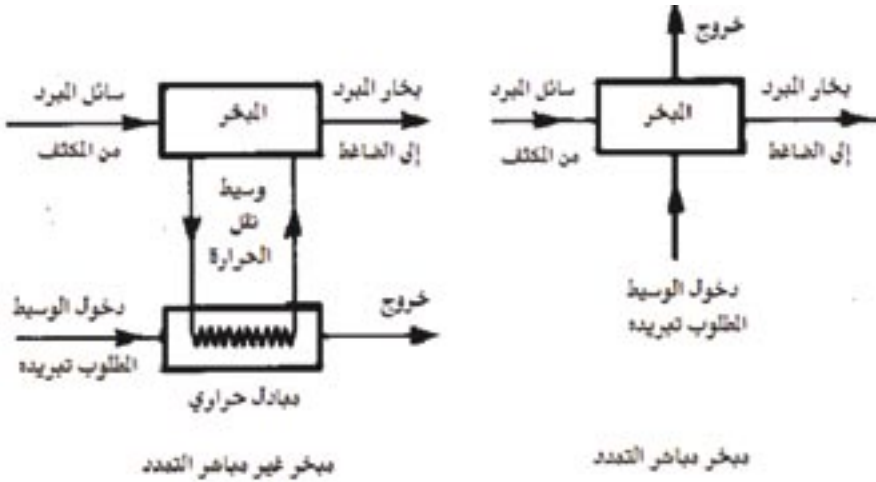 خروج
سائل المبرد
من المكثف
المبخر
بخار المبرد
إلى الضاغط
دخول الوسيط
المطلوب تبريده
مبخر مباشر التمدد
سائل المبرد
من المكثف
المبخر
بخار المبرد
إلى الضاغط
وسيط
نقل
الحرارة
دخول الوسيط
المطلوب تبريده
خروج
مبادل حراري
مبخر غير مباشر التمدد